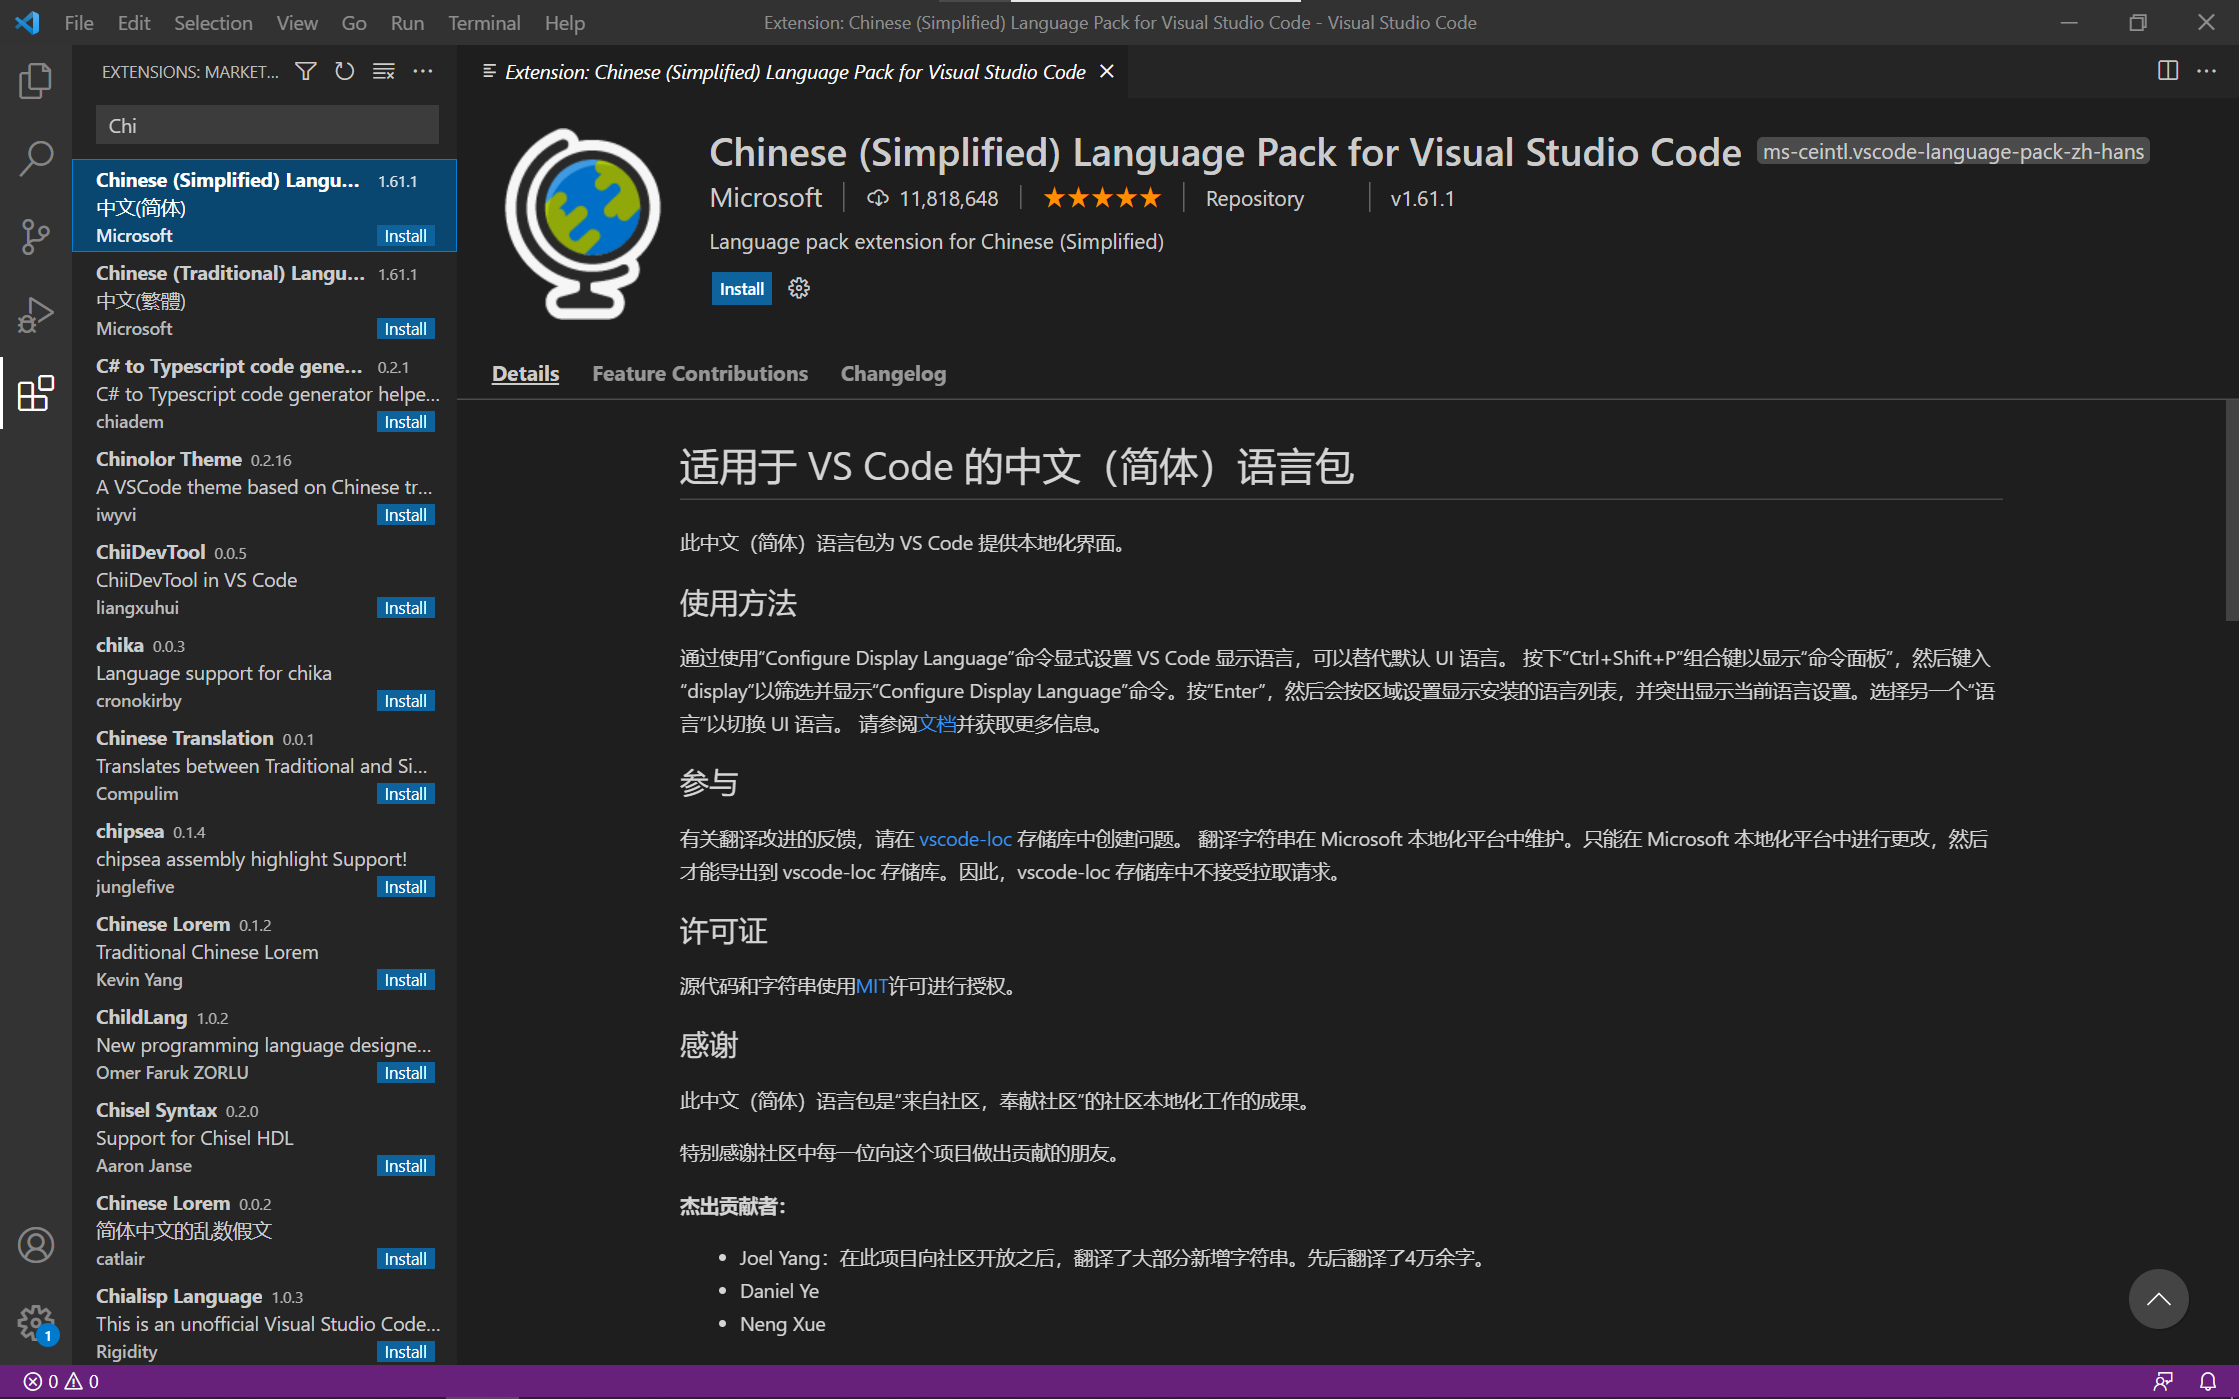 File Edit Selection View Go Run Terminal Help
Extension: Chinese (Simplified) Language Pack for Visual Studio Code - Visual Studio Code
EXTENSIONS: MARKET...
Chi
Chinese (Simplified) Langu... 1.61.1
中文(简体)
Microsoft Install
Chinese (Traditional) Langu... 1.61.1
中文(繁體)
Microsoft Install
C# to Typescript code gene... 0.2.1
C# to Typescript code generator helpe...
chiadem Install
Chinolor Theme 0.2.16
A VSCode theme based on Chinese tr...
iwyvi Install
ChiiDevTool 0.0.5
ChiiDevTool in VS Code
liangxuhui Install
chika 0.0.3
Language support for chika
cronokirby Install
Chinese Translation 0.0.1
Translates between Traditional and Si...
Compulim Install
chipsea 0.1.4
chipsea assembly highlight Support!
junglefive Install
Chinese Lorem 0.1.2
Traditional Chinese Lorem
Kevin Yang Install
ChildLang 1.0.2
New programming language designe...
Omer Faruk ZORLU Install
Chisel Syntax 0.2.0
Support for Chisel HDL
Aaron Janse Install
Chinese Lorem 0.0.2
简体中文的乱数假文
catlair Install
Chialisp Language 1.0.3
This is an unofficial Visual Studio Code...
Rigidity Install
1
Extension: Chinese (Simplified) Language Pack for Visual Studio Code
Chinese (Simplified) Language Pack for Visual Studio Code ms-ceintl.vscode-language-pack-zh-hans
Microsoft 11,818,648 Repository v1.61.1
Language pack extension for Chinese (Simplified)
Install
Details Feature Contributions Changelog
适用于 VS Code 的中文（简体）语言包
此中文（简体）语言包为 VS Code 提供本地化界面。
使用方法
通过使用“Configure Display Language”命令显式设置 VS Code 显示语言，可以替代默认 UI 语言。 按下“Ctrl+Shift+P”组合键以显示“命令面板”，然后键入
“display”以筛选并显示“Configure Display Language”命令。按“Enter”，然后会按区域设置显示安装的语言列表，并突出显示当前语言设置。选择另一个“语
言”以切换 UI 语言。 请参阅文档并获取更多信息。
参与
有关翻译改进的反馈，请在 vscode-loc 存储库中创建问题。 翻译字符串在 Microsoft 本地化平台中维护。只能在 Microsoft 本地化平台中进行更改，然后
才能导出到 vscode-loc 存储库。因此，vscode-loc 存储库中不接受拉取请求。
许可证
源代码和字符串使用MIT许可进行授权。
感谢
此中文（简体）语言包是“来自社区，奉献社区”的社区本地化工作的成果。
特别感谢社区中每一位向这个项目做出贡献的朋友。
杰出贡献者：
• Joel Yang：在此项目向社区开放之后，翻译了大部分新增字符串。先后翻译了4万余字。
• Daniel Ye
• Neng Xue
0 0